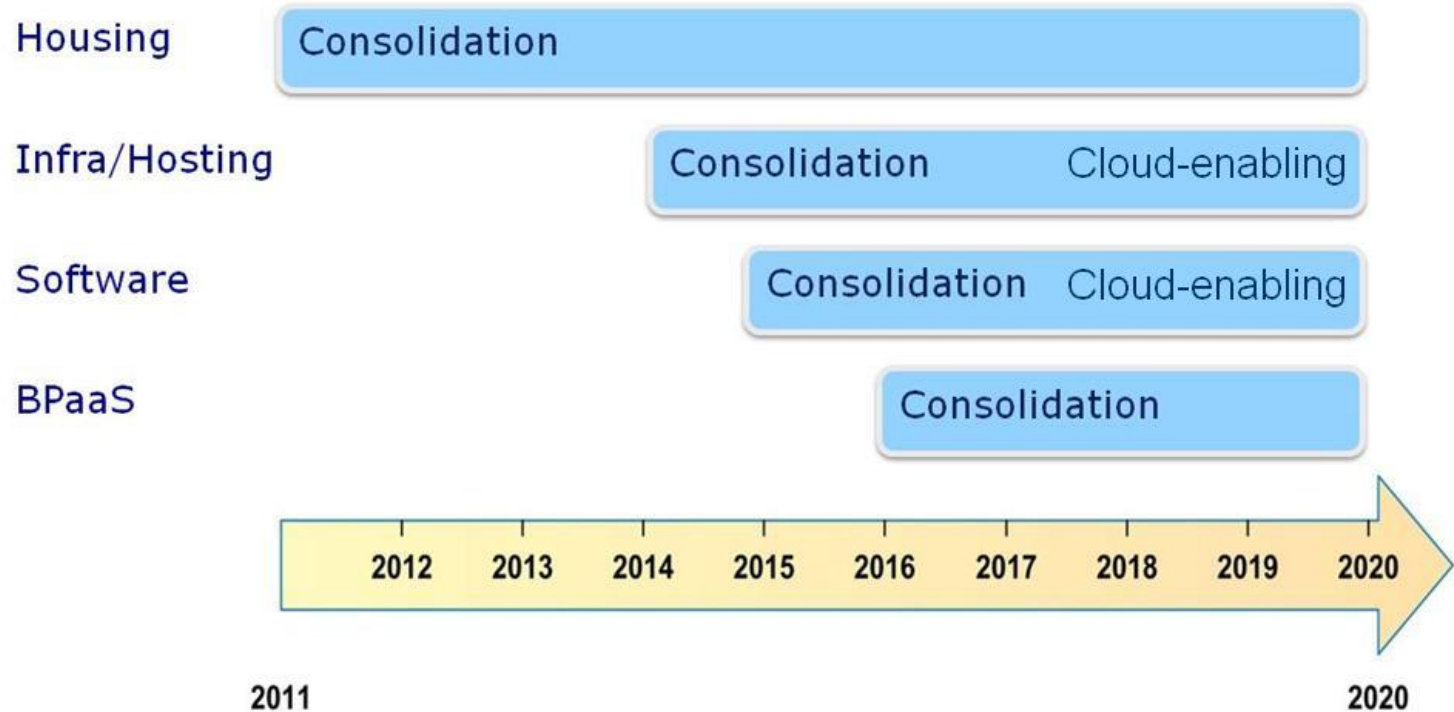 Housing Consolidation
Infra/Hosting Consolidation Cloud-enabling
Software Consolidation Cloud-enabling
BPaaS Consolidation
2012 2013 2014 2015 2016 2017 2018 2019 2020
2011 2020